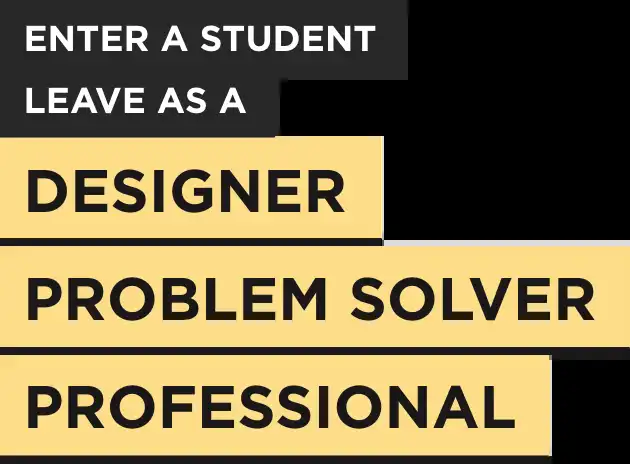 ENTER A STUDENT
LEAVE AS A
DESIGNER
PROBLEM SOLVER
PROFESSIONAL